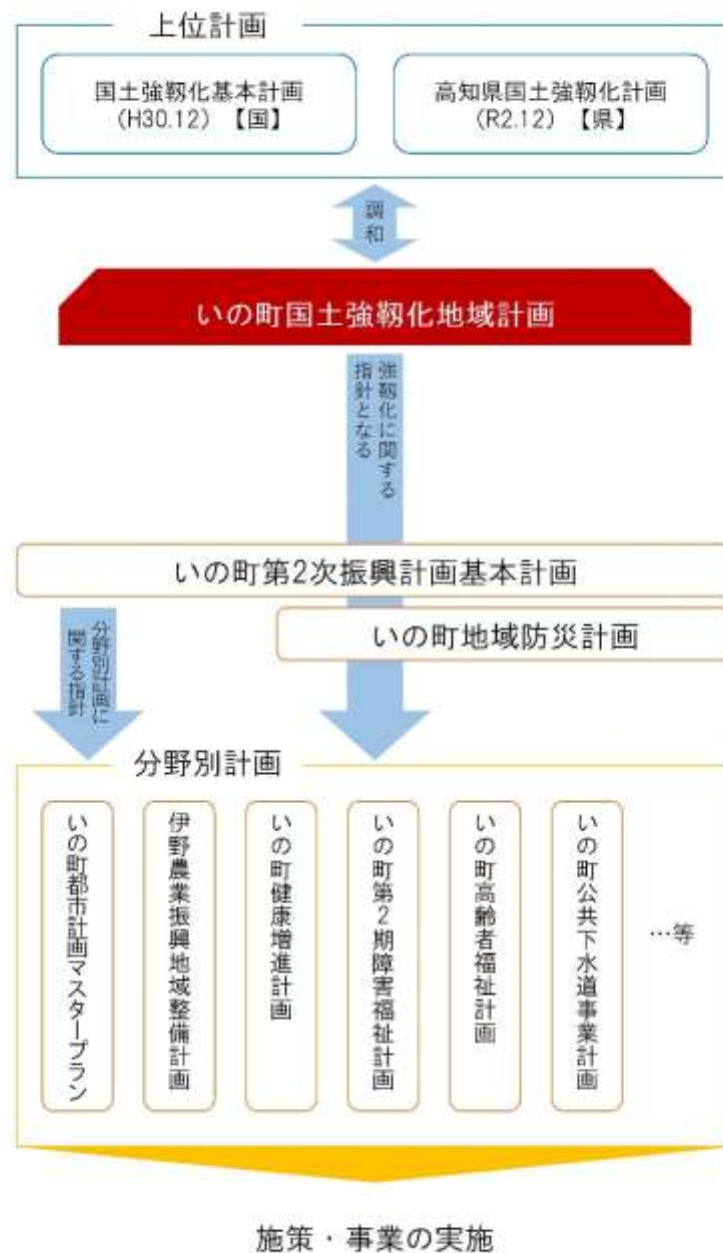 上位計画
国土強靱化基本計画
(H30.12)【国】
高知県国土強靱化計画
(R2.12)【県】
調和
いの町国土強靱化地域計画
強靱化に関する
指針となる
いの町第2次振興計画基本計画
いの町地域防災計画
分野別計画に
関する指針
分野別計画
いの町都市計画マスタープラン
伊野農業振興地域整備計画
いの町健康増進計画
いの町第2期障害福祉計画
いの町高齢者福祉計画
いの町公共下水道事業計画
…等
施策・事業の実施